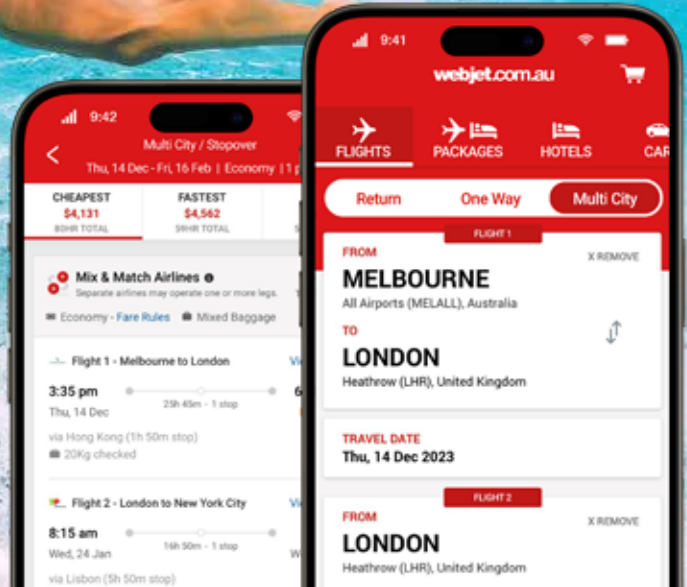 9:42
Multi City / Stopover
Thu, 14 Dec - Fri, 16 Feb | Economy | 1
CHEAPEST
$4,131
80HR TOTAL
FASTEST
$4,562
59HR TOTAL
Mix & Match Airlines
Separate airlines may operate one or more legs.
Economy - Fare Rules
Mixed Baggage
Flight 1 - Melbourne to London
3:35 pm
25h 45m - 1 stop
Thu, 14 Dec
via Hong Kong (1h 50m stop)
20Kg checked
Flight 2 - London to New York City
8:15 am
16h 50m - 1 stop
Wed, 24 Jan
via Lisbon (5h 50m stop)
9:41
webjet.com.au
FLIGHTS
PACKAGES
HOTELS
CAR
Return
One Way
Multi City
FLIGHT 1
FROM
X REMOVE
MELBOURNE
All Airports (MELALL), Australia
TO
LONDON
Heathrow (LHR), United Kingdom
TRAVEL DATE
Thu, 14 Dec 2023
FLIGHT 2
FROM
X REMOVE
LONDON
Heathrow (LHR), United Kingdom